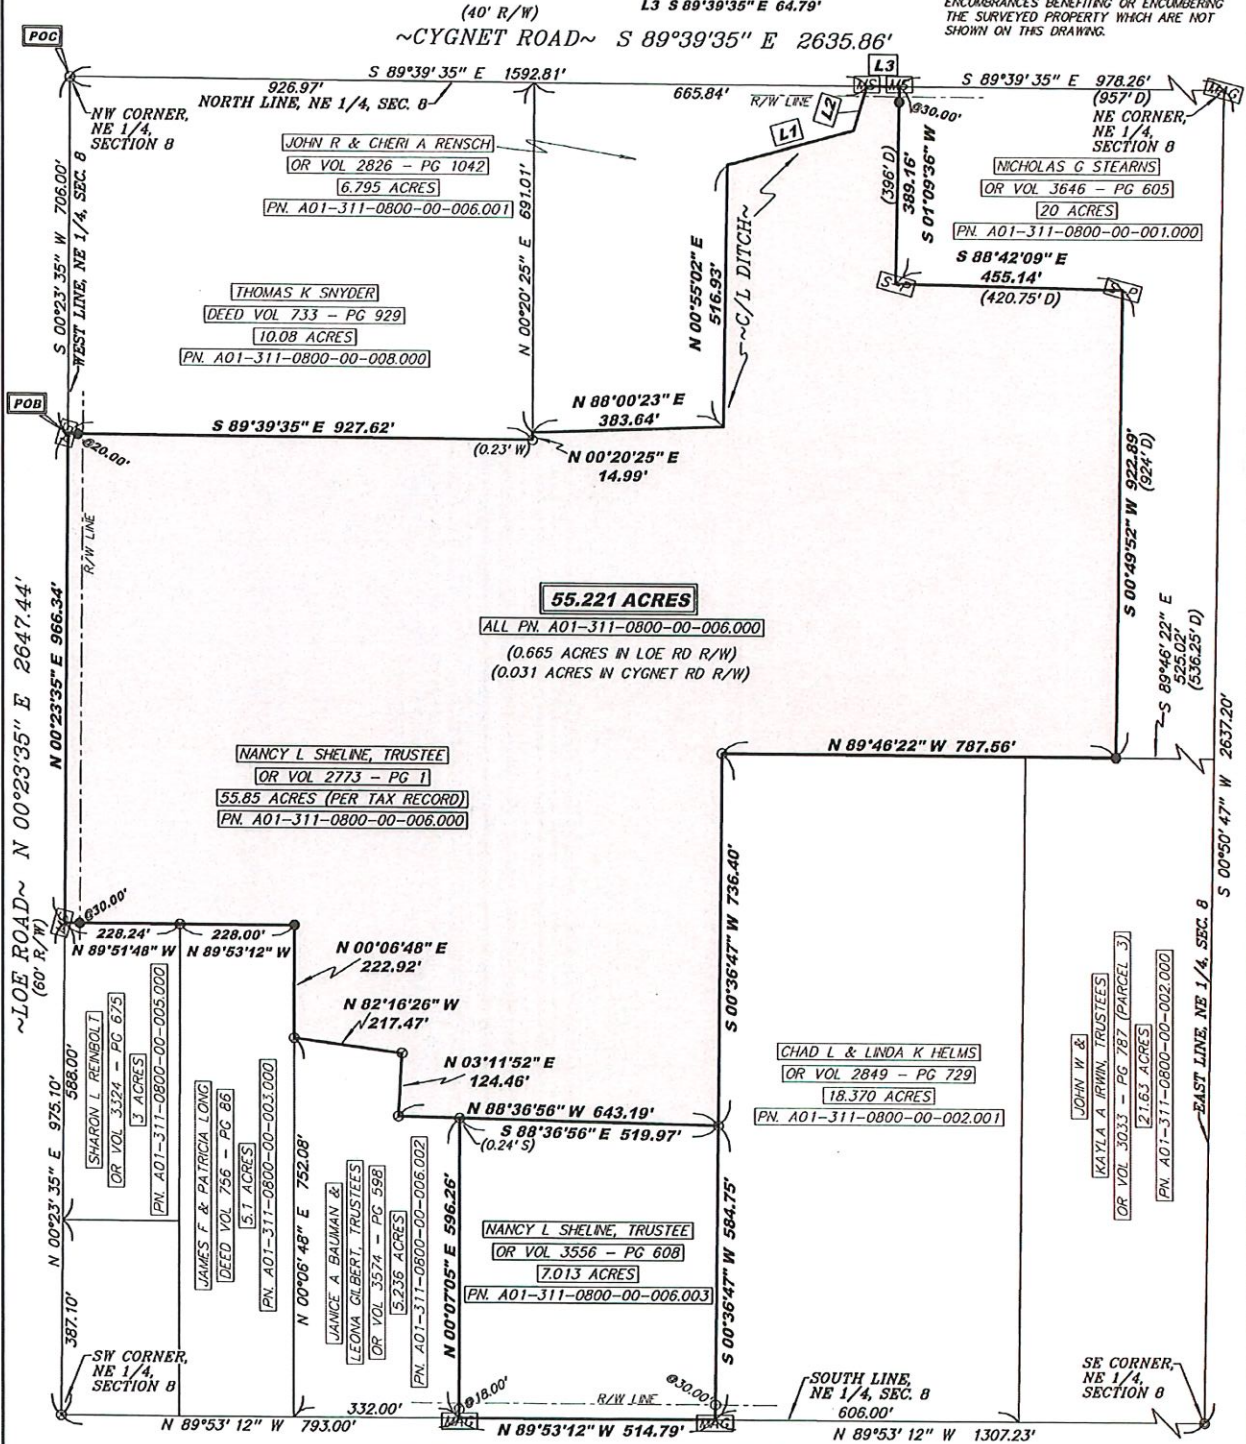 (40' R/W)
L3 S 89°39'35" E 64.79'
ENCUMBRANCES BENEFITING OR ENCUMBERING
THE SURVEYED PROPERTY WHICH ARE NOT
SHOWN ON THIS DRAWING.
~CYGNET ROAD~ S 89°39'35" E 2635.86'
POC
L3
S 89°39'35" E 1592.81'
926.97'
NORTH LINE, NE 1/4, SEC. 8
665.84'
R/W LINE
MS
MS
S 89°39'35" E 978.26'
(957' D)
MAG
NW CORNER,
NE 1/4,
SECTION 8
NE CORNER,
NE 1/4,
SECTION 8
@30.00'
L2
L1
JOHN R & CHERI A RENSCH
OR VOL 2826 - PG 1042
6.795 ACRES
PN. A01-311-0800-00-006.001
NICHOLAS G STEARNS
OR VOL 3646 - PG 605
20 ACRES
PN. A01-311-0800-00-001.000
S 00°23'35" W 706.00'
WEST LINE, NE 1/4, SEC. 8
N 00°20'25" E 691.01'
N 00°55'02" E
516.93'
~C/L DITCH~
(396' D)
389.16'
S 01°09'36" W
S 88°42'09" E
455.14'
(420.75' D)
THOMAS K SNYDER
DEED VOL 733 - PG 929
10.08 ACRES
PN. A01-311-0800-00-008.000
POB
@20.00'
S 89°39'35" E 927.62'
(0.23' W)
N 88°00'23" E
383.64'
N 00°20'25" E
14.99'
R/W LINE
S 00°49'52" W 922.89'
(924' D)
55.221 ACRES
ALL PN. A01-311-0800-00-006.000
(0.665 ACRES IN LOE RD R/W)
(0.031 ACRES IN CYGNET RD R/W)
S 89°46'22" E
525.02'
(536.25' D)
~LOE ROAD~ N 00°23'35" E 2647.44'
(60' R/W)
N 00°23'35" E 966.34'
NANCY L SHELINE, TRUSTEE
OR VOL 2773 - PG 1
55.85 ACRES (PER TAX RECORD)
PN. A01-311-0800-00-006.000
N 89°46'22" W 787.56'
S 00°50'47" W 2637.20'
EAST LINE, NE 1/4, SEC. 8
@30.00'
228.24'
N 89°51'48" W
228.00'
N 89°53'12" W
N 00°06'48" E
222.92'
N 82°16'26" W
217.47'
N 03°11'52" E
124.46'
S 00°36'47" W 736.40'
N 88°36'56" W 643.19'
S 88°36'56" E 519.97'
(0.24' S)
CHAD L & LINDA K HELMS
OR VOL 2849 - PG 729
18.370 ACRES
PN. A01-311-0800-00-002.001
JOHN W &
KAYLA A IRWIN, TRUSTEES
OR VOL 3033 - PG 787 (PARCEL 3)
21.63 ACRES
PN. A01-311-0800-00-002.000
N 00°23'35" E 975.10'
588.00'
387.10'
SHARON L REINBOLT
OR VOL 3524 - PG 675
3 ACRES
PN. A01-311-0800-00-005.000
JAMES F & PATRICIA LONG
DEED VOL 756 - PG 86
5.1 ACRES
PN. A01-311-0800-00-003.000
N 00°06'48" E 752.08'
JANICE A BAUMAN &
LEONA GILBERT, TRUSTEES
OR VOL 3574 - PG 598
5.236 ACRES
PN. A01-311-0800-00-006.002
N 00°07'05" E 596.26'
NANCY L SHELINE, TRUSTEE
OR VOL 3556 - PG 608
7.013 ACRES
PN. A01-311-0800-00-006.003
S 00°36'47" W 584.75'
SW CORNER,
NE 1/4,
SECTION 8
@18.00'
R/W LINE
@30.00'
SOUTH LINE,
NE 1/4, SEC. 8
SE CORNER,
NE 1/4,
SECTION 8
332.00'
N 89°53'12" W 793.00'
MAG
N 89°53'12" W 514.79'
MAG
606.00'
N 89°53'12" W 1307.23'